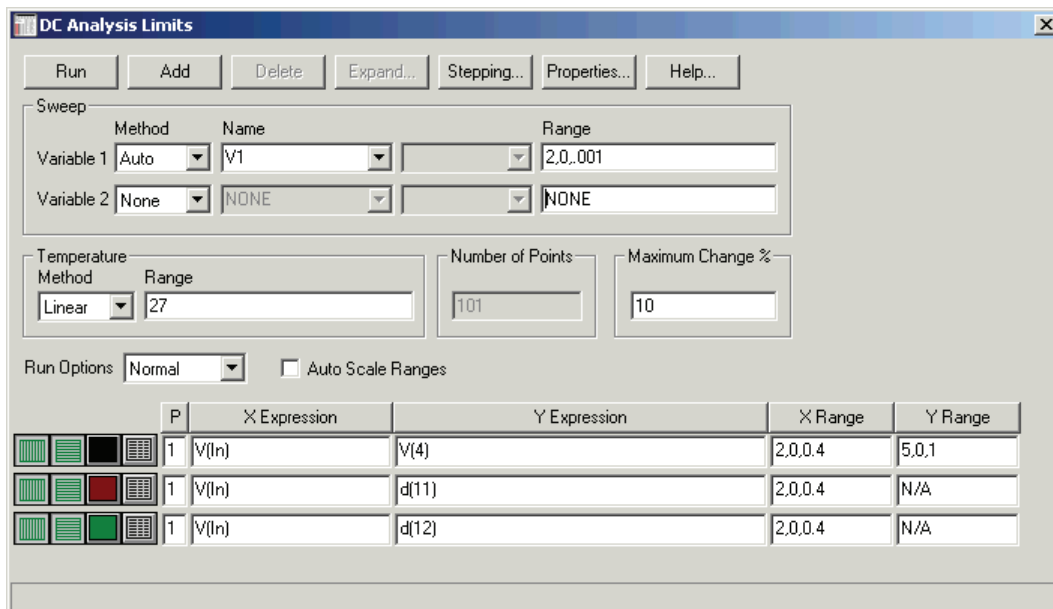 DC Analysis Limits
Run Add Delete Expand... Stepping... Properties... Help...
Sweep
Method Name Range
Variable 1 Auto V1 2,0,.001
Variable 2 None NONE NONE
Temperature Number of Points Maximum Change %
Method Range
Linear 27 101 10
Run Options Normal Auto Scale Ranges
P X Expression Y Expression X Range Y Range
1 V(In) V(4) 2,0,0.4 5,0,1
1 V(In) d(11) 2,0,0.4 N/A
1 V(In) d(12) 2,0,0.4 N/A